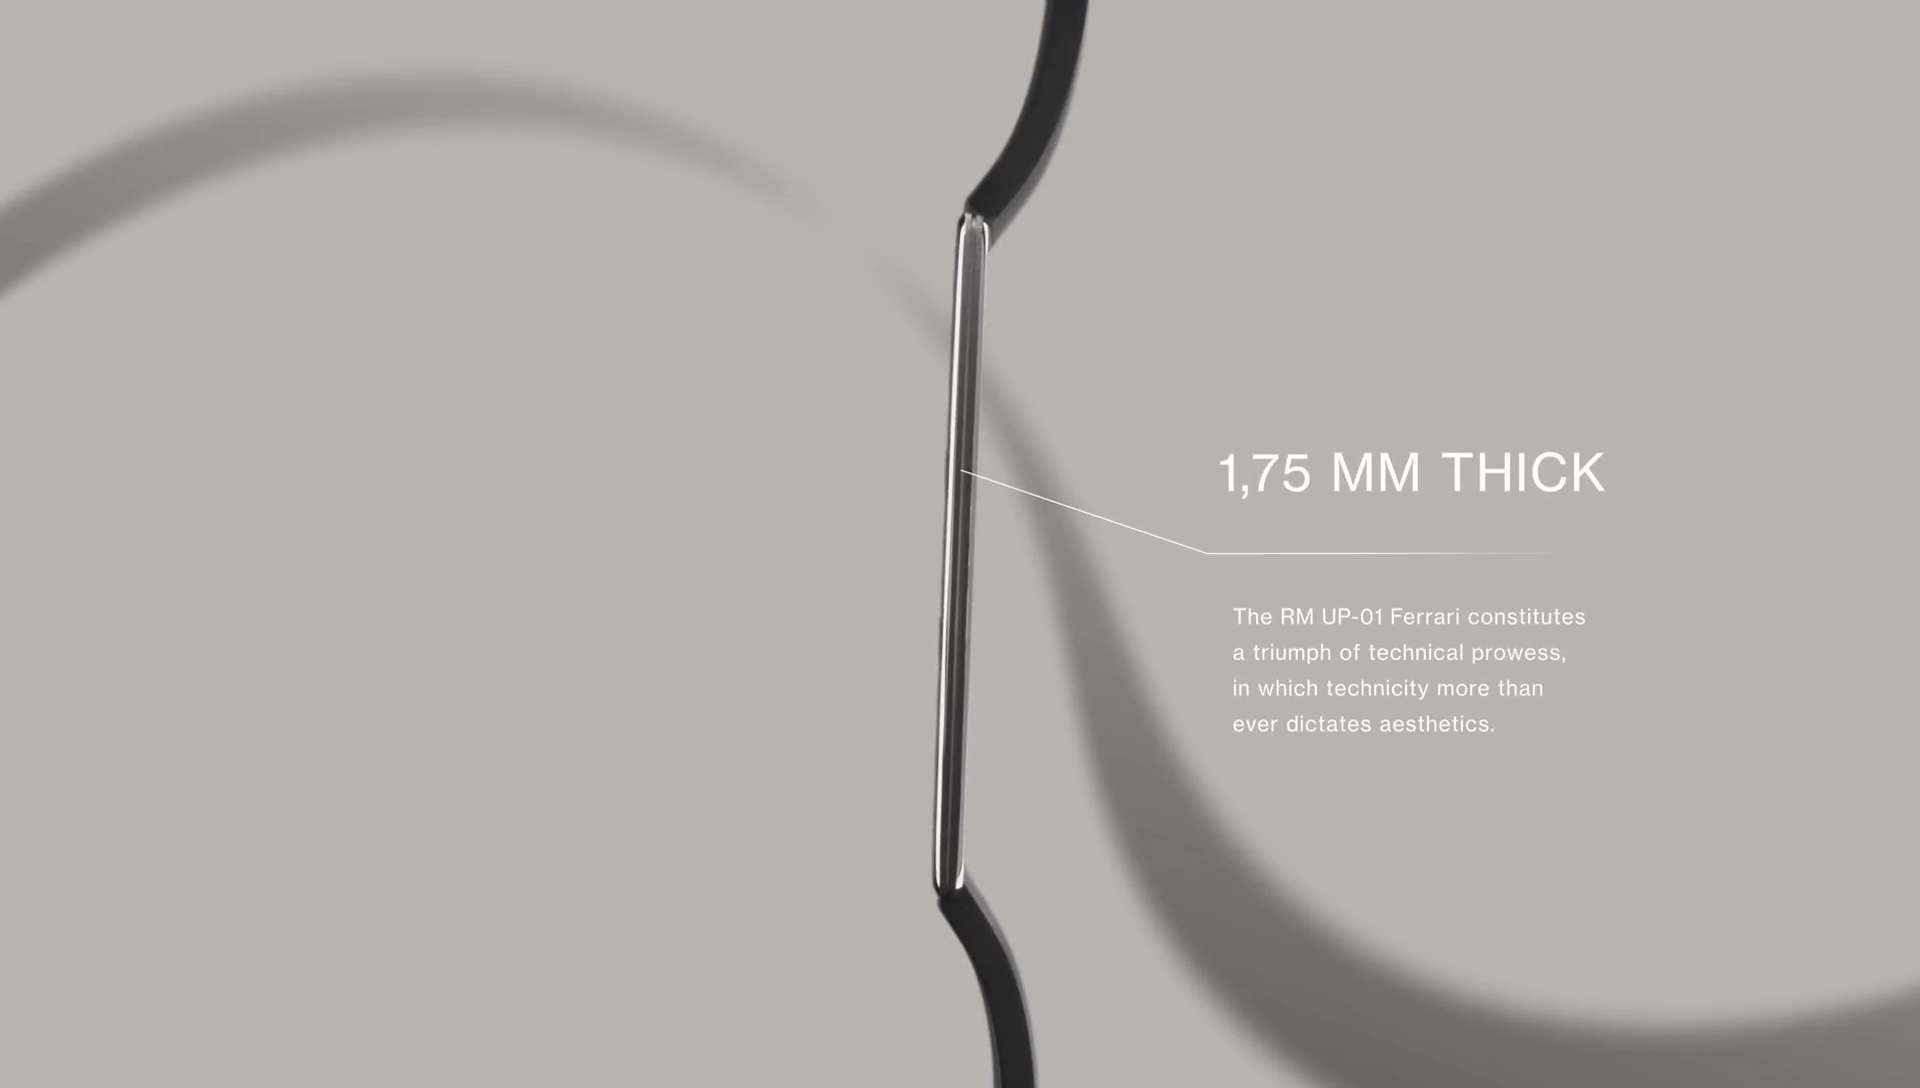 1,75 MM THICK
The RM UP-01 Ferrari constitutes
a triumph of technical prowess,
in which technicity more than
ever dictates aesthetics.